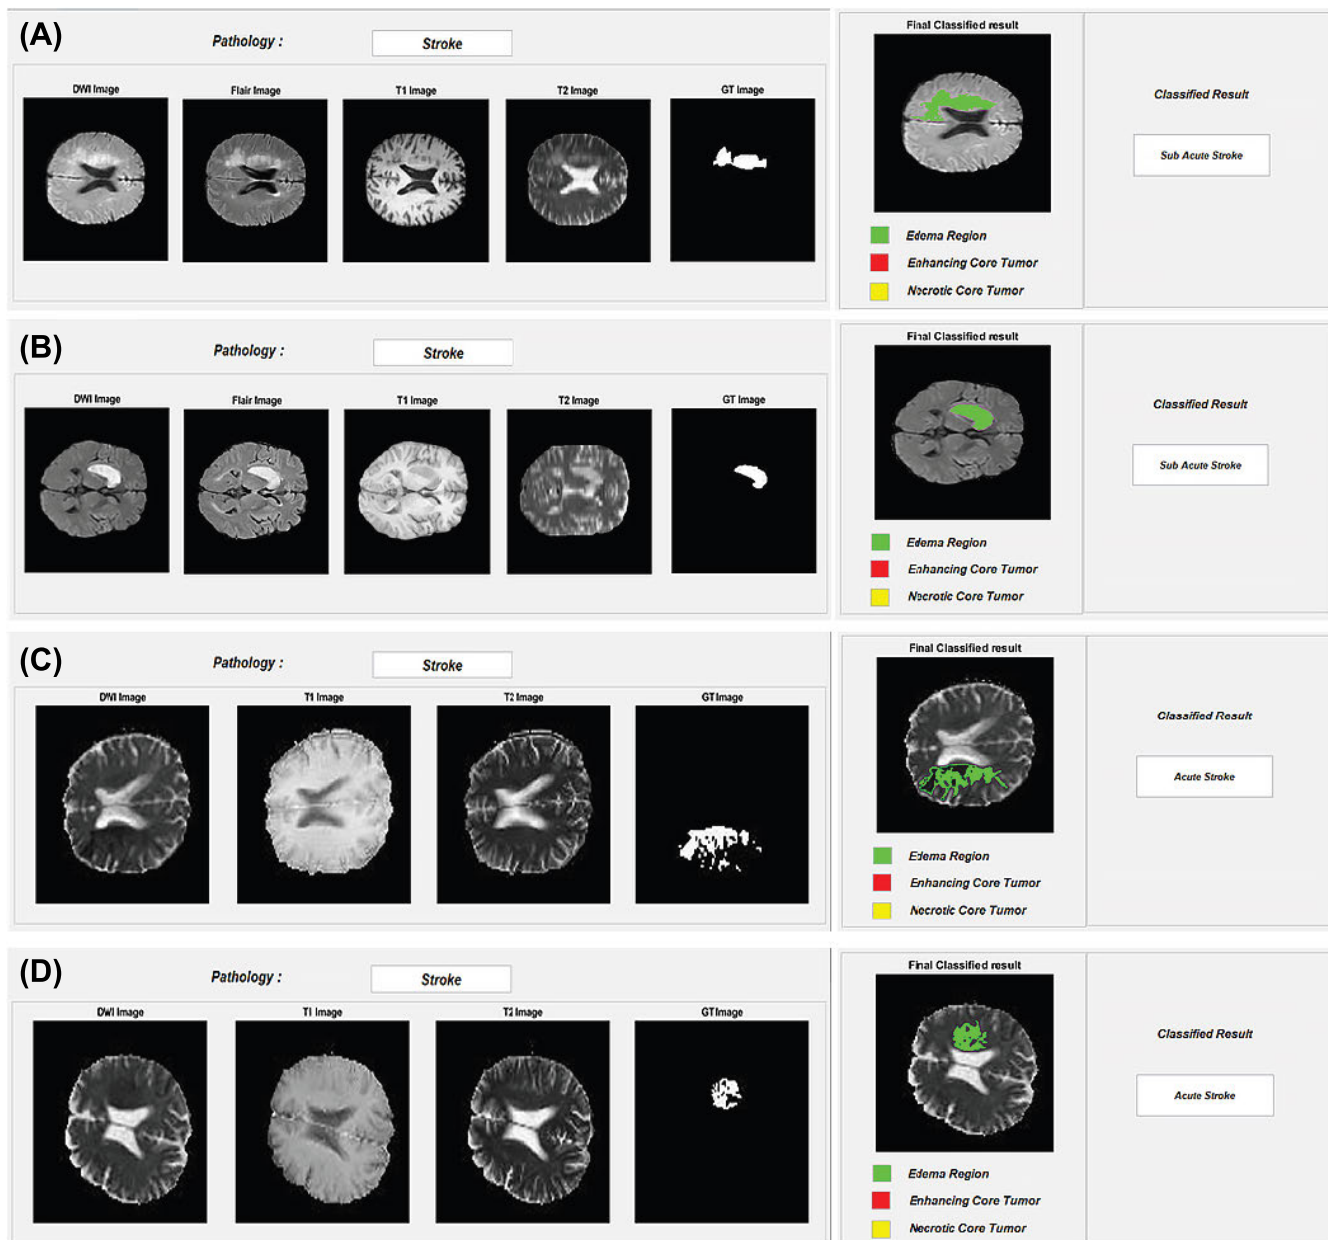 (A)
Pathology :
Stroke
DWI Image
Flair Image
T1 Image
T2 Image
GT Image
Final Classified result
Edema Region
Enhancing Core Tumor
Necrotic Core Tumor
Classified Result
Sub Acute Stroke
(B)
Pathology :
Stroke
DWI Image
Flair Image
T1 Image
T2 Image
GT Image
Final Classified result
Edema Region
Enhancing Core Tumor
Necrotic Core Tumor
Classified Result
Sub Acute Stroke
(C)
Pathology :
Stroke
DWI Image
T1 Image
T2 Image
GT Image
Final Classified result
Edema Region
Enhancing Core Tumor
Necrotic Core Tumor
Classified Result
Acute Stroke
(D)
Pathology :
Stroke
DWI Image
T1 Image
T2 Image
GT Image
Final Classified result
Edema Region
Enhancing Core Tumor
Necrotic Core Tumor
Classified Result
Acute Stroke